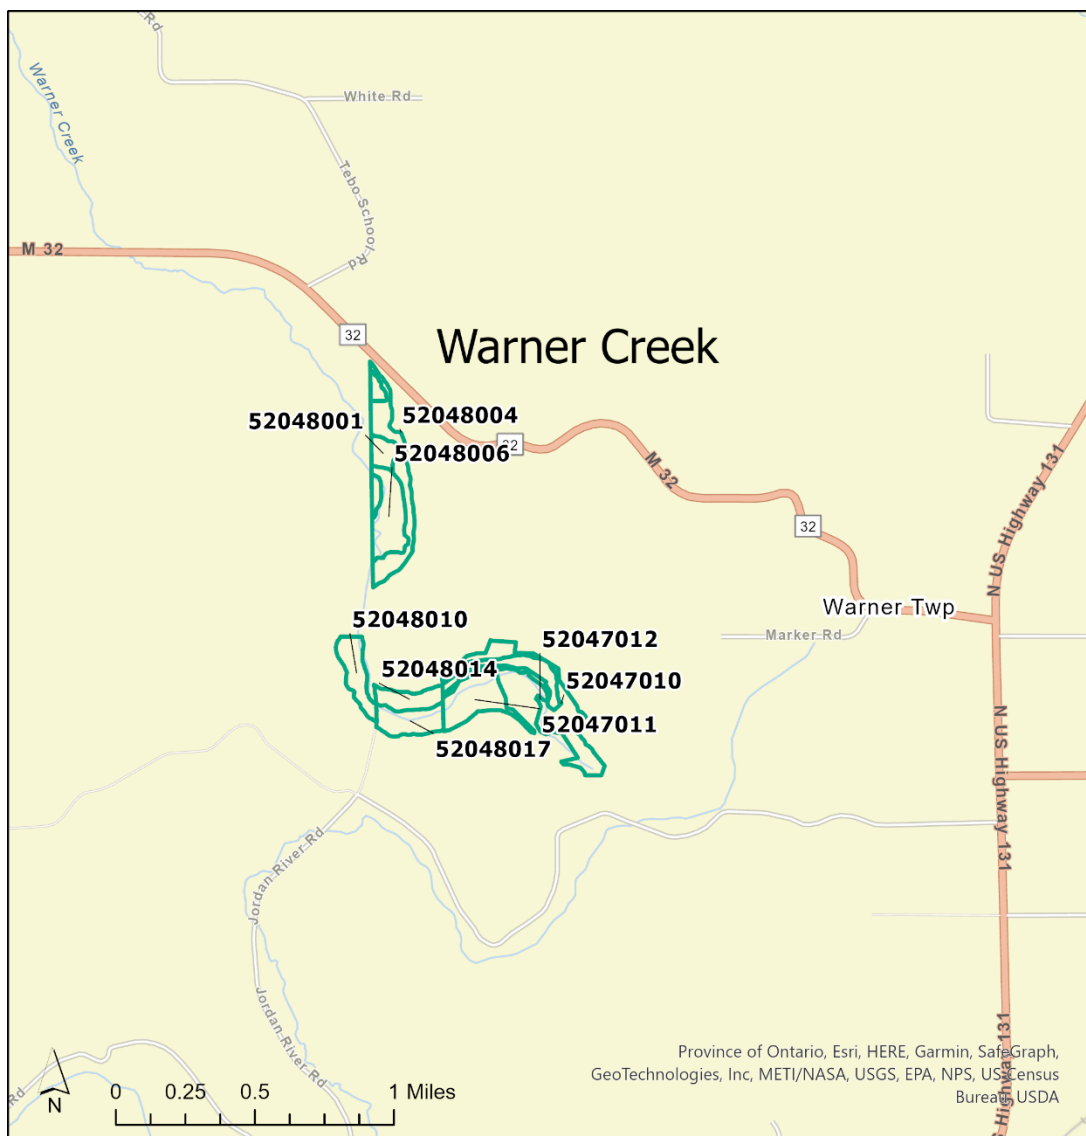 Rd
White Rd
Warner Creek
Tebo School
Rd
M 32
32
Warner Creek
52048004
52048001
32
52048006
M 32
32
N US Highway 131
Warner Twp
52048010
52047012
Marker Rd
52048014
52047010
52047011
52048017
N US Highway 131
Jordan River Rd
Jordan River Rd
Province of Ontario, Esri, HERE, Garmin, SafeGraph,
GeoTechnologies, Inc, METI/NASA, USGS, EPA, NPS, US Census
Bureau, USDA
N
0 0.25 0.5 1 Miles
Rd
S Highway 131